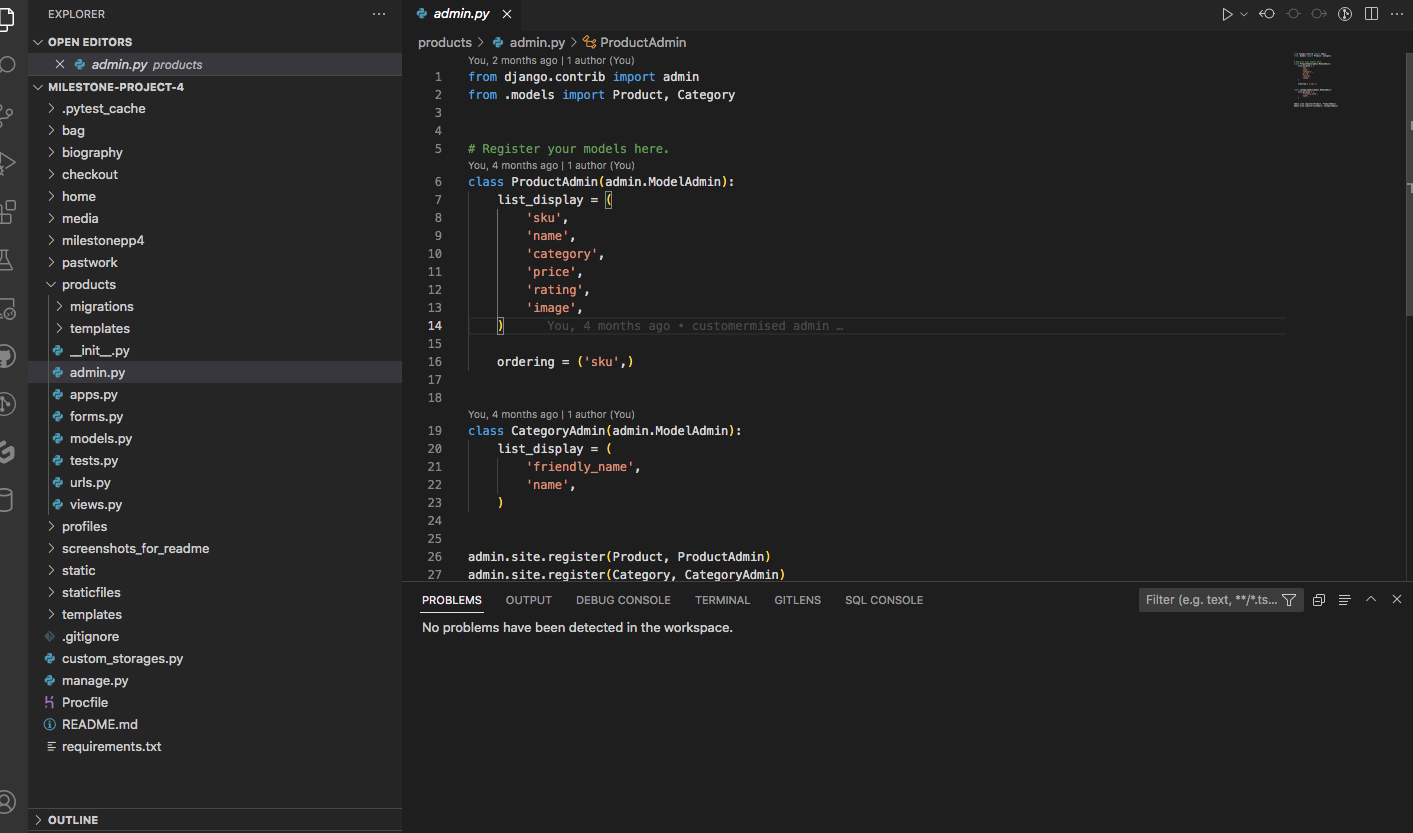 EXPLORER
OPEN EDITORS
admin.py products
MILESTONE-PROJECT-4
.pytest_cache
bag
biography
checkout
home
media
milestonepp4
pastwork
products
migrations
templates
__init__.py
admin.py
apps.py
forms.py
models.py
tests.py
urls.py
views.py
profiles
screenshots_for_readme
static
staticfiles
templates
.gitignore
custom_storages.py
manage.py
Procfile
README.md
requirements.txt
OUTLINE
admin.py
products > admin.py > ProductAdmin
You, 2 months ago | 1 author (You)
1 from django.contrib import admin
2 from .models import Product, Category
3
4
5 # Register your models here.
You, 4 months ago | 1 author (You)
6 class ProductAdmin(admin.ModelAdmin):
7 list_display = (
8 'sku',
9 'name',
10 'category',
11 'price',
12 'rating',
13 'image',
14 ) You, 4 months ago • customermised admin …
15
16 ordering = ('sku',)
17
18
You, 4 months ago | 1 author (You)
19 class CategoryAdmin(admin.ModelAdmin):
20 list_display = (
21 'friendly_name',
22 'name',
23 )
24
25
26 admin.site.register(Product, ProductAdmin)
27 admin.site.register(Category, CategoryAdmin)
PROBLEMS OUTPUT DEBUG CONSOLE TERMINAL GITLENS SQL CONSOLE Filter (e.g. text, **/*.ts...
No problems have been detected in the workspace.